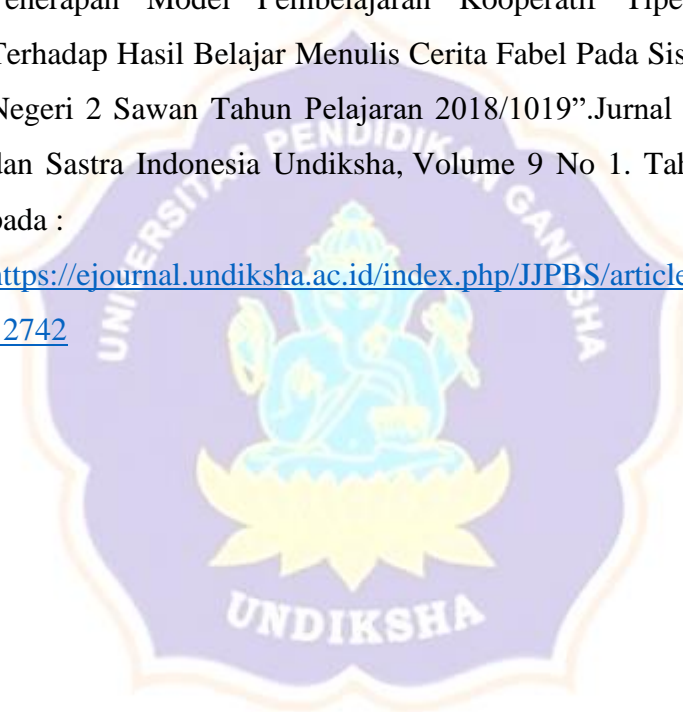 Penerapan Model Pembelajaran Kooperatif Tipe
Terhadap Hasil Belajar Menulis Cerita Fabel Pada Sis
Negeri 2 Sawan Tahun Pelajaran 2018/1019”.Jurnal
dan Sastra Indonesia Undiksha, Volume 9 No 1. Tah
pada :
https://ejournal.undiksha.ac.id/index.php/JJPBS/article
2742
UNIVERSITAS PENDIDIKAN GANESHA
UNDIKSHA